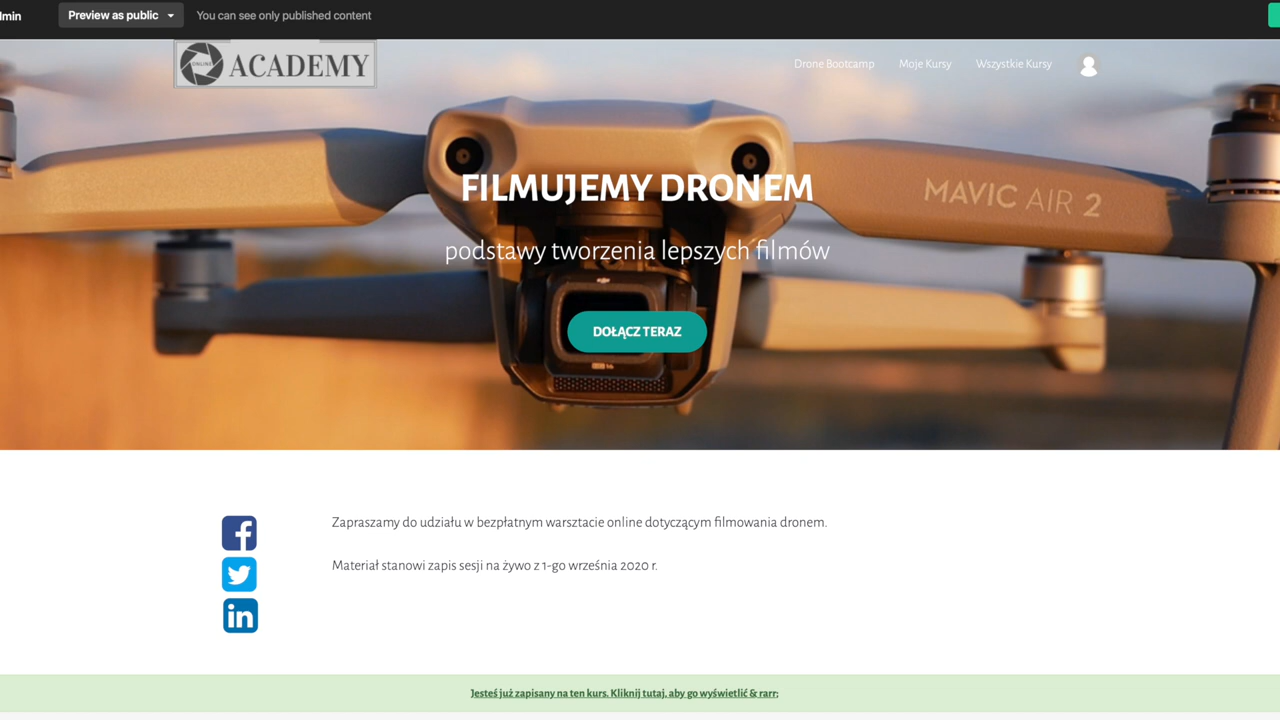 dmin
Preview as public
You can see only published content
ONLINE
ACADEMY
Drone Bootcamp
Moje Kursy
Wszystkie Kursy
MAVIC AIR 2
FILMUJEMY DRONEM
podstawy tworzenia lepszych filmów
dji
DOŁĄCZ TERAZ
Zapraszamy do udziału w bezpłatnym warsztacie online dotyczącym filmowania dronem.
Materiał stanowi zapis sesji na żywo z 1-go września 2020 r.
in
Jesteś już zapisany na ten kurs. Kliknij tutaj, aby go wyświetlić & rarr;